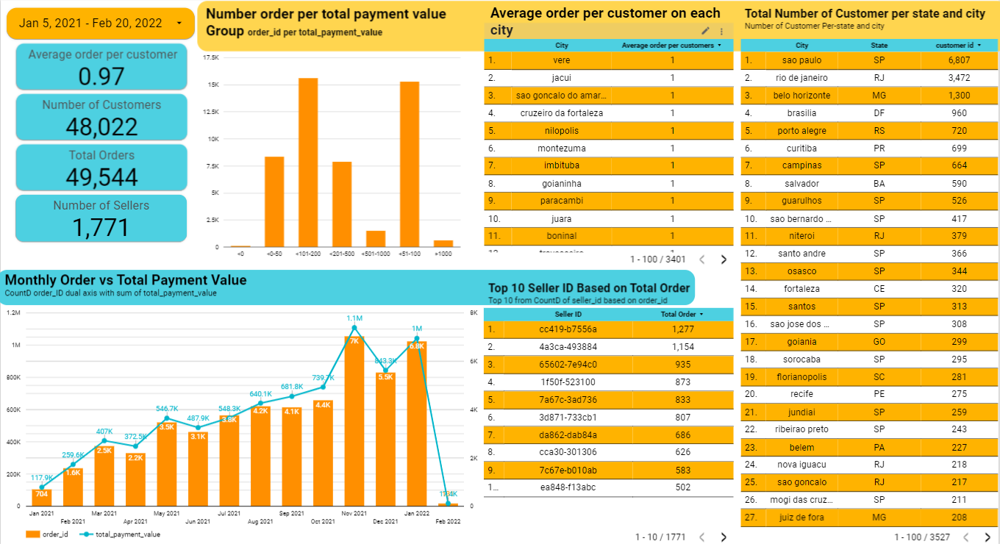 Jan 5, 2021 - Feb 20, 2022
Average order per customer
0.97
Number of Customers
48,022
Total Orders
49,544
Number of Sellers
1,771
Number order per total payment value
Group order_id per total_payment_value
17.5K
15K
12.5K
10K
7.5K
5K
2.5K
0
<0 <0-50 <101-200 <201-500 <501-1000 <51-100 >1000
Average order per customer on each
city
City Average order per customers
1. vere 1
2. jacui 1
3. sao goncalo do amar... 1
4. cruzeiro da fortaleza 1
5. nilopolis 1
6. montezuma 1
7. imbituba 1
8. goianinha 1
9. paracambi 1
10. juara 1
11. boninal 1
1 - 100 / 3401
Total Number of Customer per state and city
Number of Customer Per-state and city
City State customer id
1. sao paulo SP 6,807
2. rio de janeiro RJ 3,472
3. belo horizonte MG 1,300
4. brasilia DF 960
5. porto alegre RS 720
6. curitiba PR 699
7. campinas SP 664
8. salvador BA 590
9. guarulhos SP 526
10. sao bernardo ... SP 417
11. niteroi RJ 379
12. santo andre SP 366
13. osasco SP 344
14. fortaleza CE 320
15. santos SP 313
16. sao jose dos ... SP 308
17. goiania GO 299
18. sorocaba SP 295
19. florianopolis SC 281
20. recife PE 275
21. jundiai SP 259
22. ribeirao preto SP 243
23. belem PA 227
24. nova iguacu RJ 218
25. sao goncalo RJ 217
26. mogi das cruz... SP 211
27. juiz de fora MG 208
1 - 100 / 3527
Monthly Order vs Total Payment Value
CountD order_ID dual axis with sum of total_payment_value
1.2M
1M
800K
600K
400K
200K
0
8K
6K
4K
2K
0
117.9K 259.6K 407K 372.5K 546.7K 487.9K 548.3K 640.1K 681.8K 739.7K 1.1M 843.3K 1M
704 1.6K 2.5K 2.2K 3.5K 3.1K 3.8K 4.2K 4.1K 4.4K 7K 5.5K 6.8K
Jan 2021 Feb 2021 Mar 2021 Apr 2021 May 2021 Jun 2021 Jul 2021 Aug 2021 Sep 2021 Oct 2021 Nov 2021 Dec 2021 Jan 2022 Feb 2022
order_id total_payment_value
Top 10 Seller ID Based on Total Order
Top 10 from CountD of seller_id based on order_id
Seller ID Total Order
1. cc419-b7556a 1,277
2. 4a3ca-493884 1,154
3. 65602-7e94c0 935
4. 1f50f-523100 873
5. 7a67c-3ad736 833
6. 3d871-733cb1 807
7. da862-dab84a 686
8. cca30-301306 626
9. 7c67e-b010ab 583
1... ea848-f13abc 502
1 - 10 / 1771